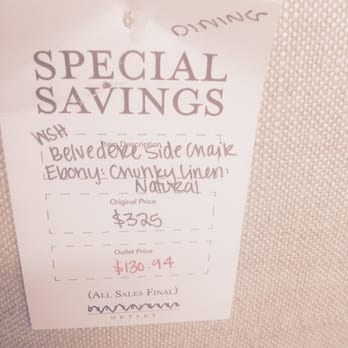 DINING
SPECIAL
SAVINGS
WSH
Item Description
Belvedere Side Chair
Ebony: Chunky Linen:
Natural
Original Price
$325
Outlet Price
$130.94
(ALL SALES FINAL)
OUTLET